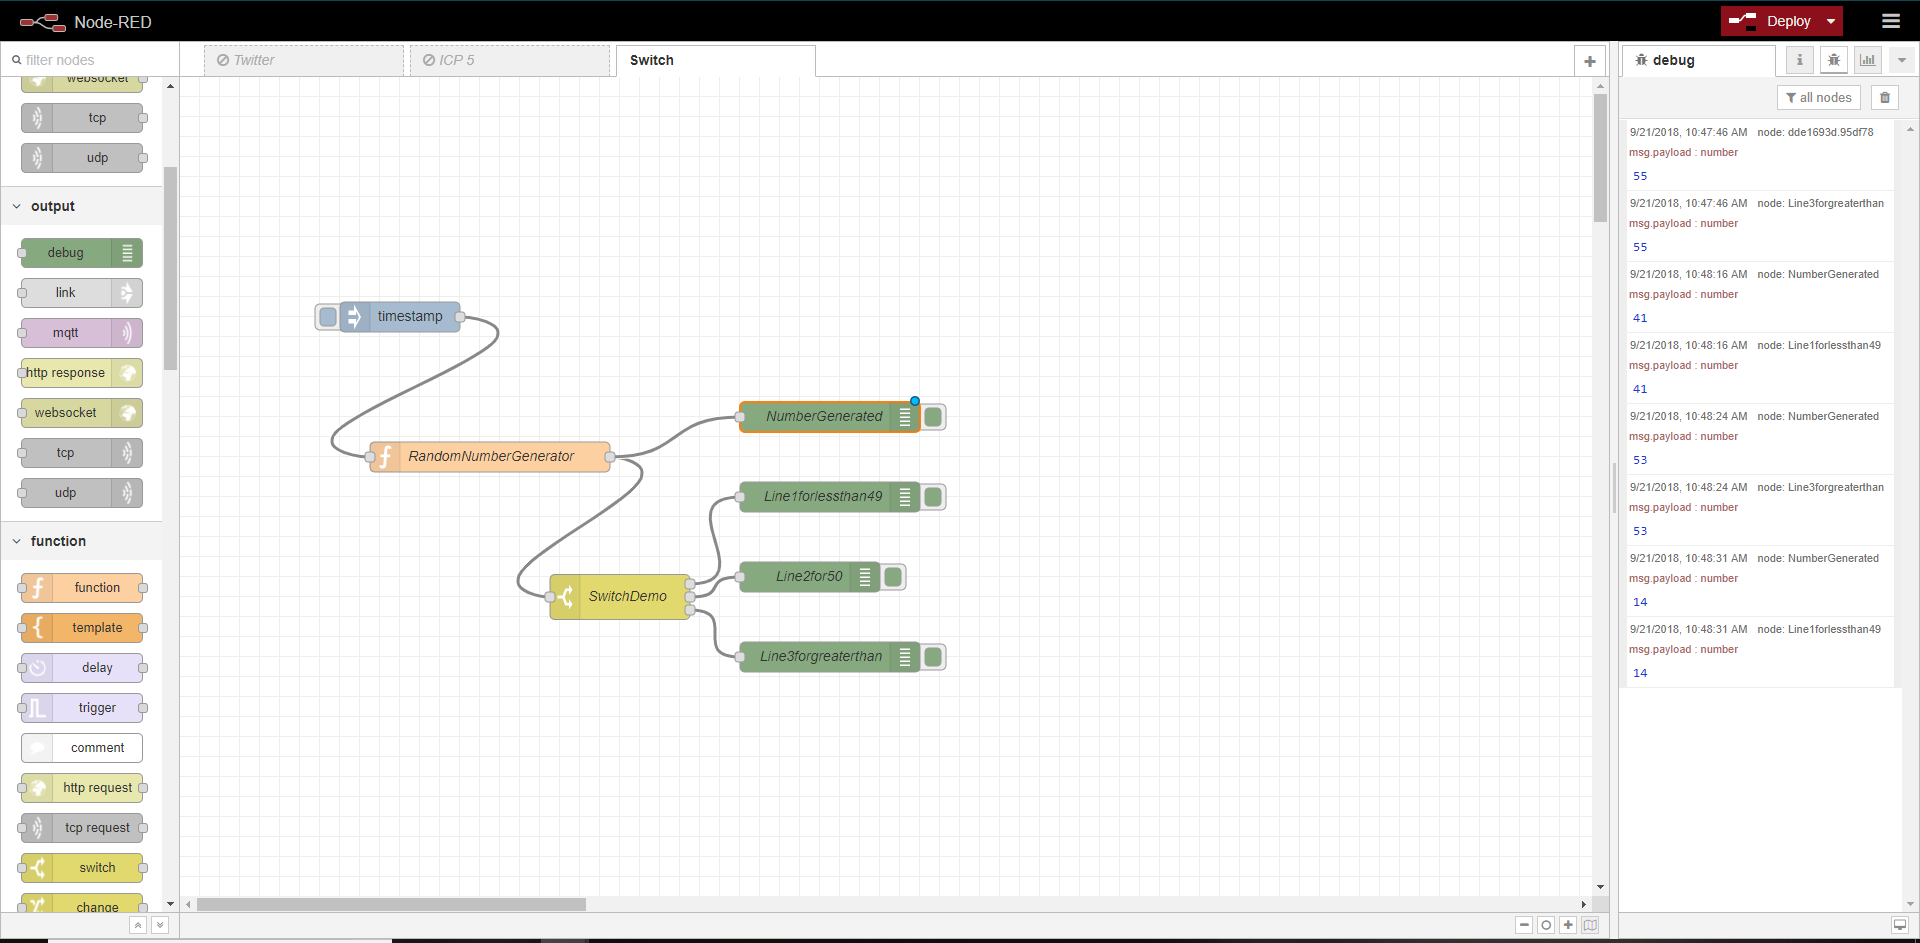 Node-RED
Deploy
filter nodes
websocket
tcp
udp
output
debug
link
mqtt
http response
websocket
tcp
udp
function
function
template
delay
trigger
comment
http request
tcp request
switch
change
Twitter
ICP 5
Switch
timestamp
RandomNumberGenerator
NumberGenerated
Line1forlessthan49
Line2for50
SwitchDemo
Line3forgreaterthan
debug
all nodes
9/21/2018, 10:47:46 AM node: dde1693d.95df78
msg.payload : number
55
9/21/2018, 10:47:46 AM node: Line3forgreaterthan
msg.payload : number
55
9/21/2018, 10:48:16 AM node: NumberGenerated
msg.payload : number
41
9/21/2018, 10:48:16 AM node: Line1forlessthan49
msg.payload : number
41
9/21/2018, 10:48:24 AM node: NumberGenerated
msg.payload : number
53
9/21/2018, 10:48:24 AM node: Line3forgreaterthan
msg.payload : number
53
9/21/2018, 10:48:31 AM node: NumberGenerated
msg.payload : number
14
9/21/2018, 10:48:31 AM node: Line1forlessthan49
msg.payload : number
14